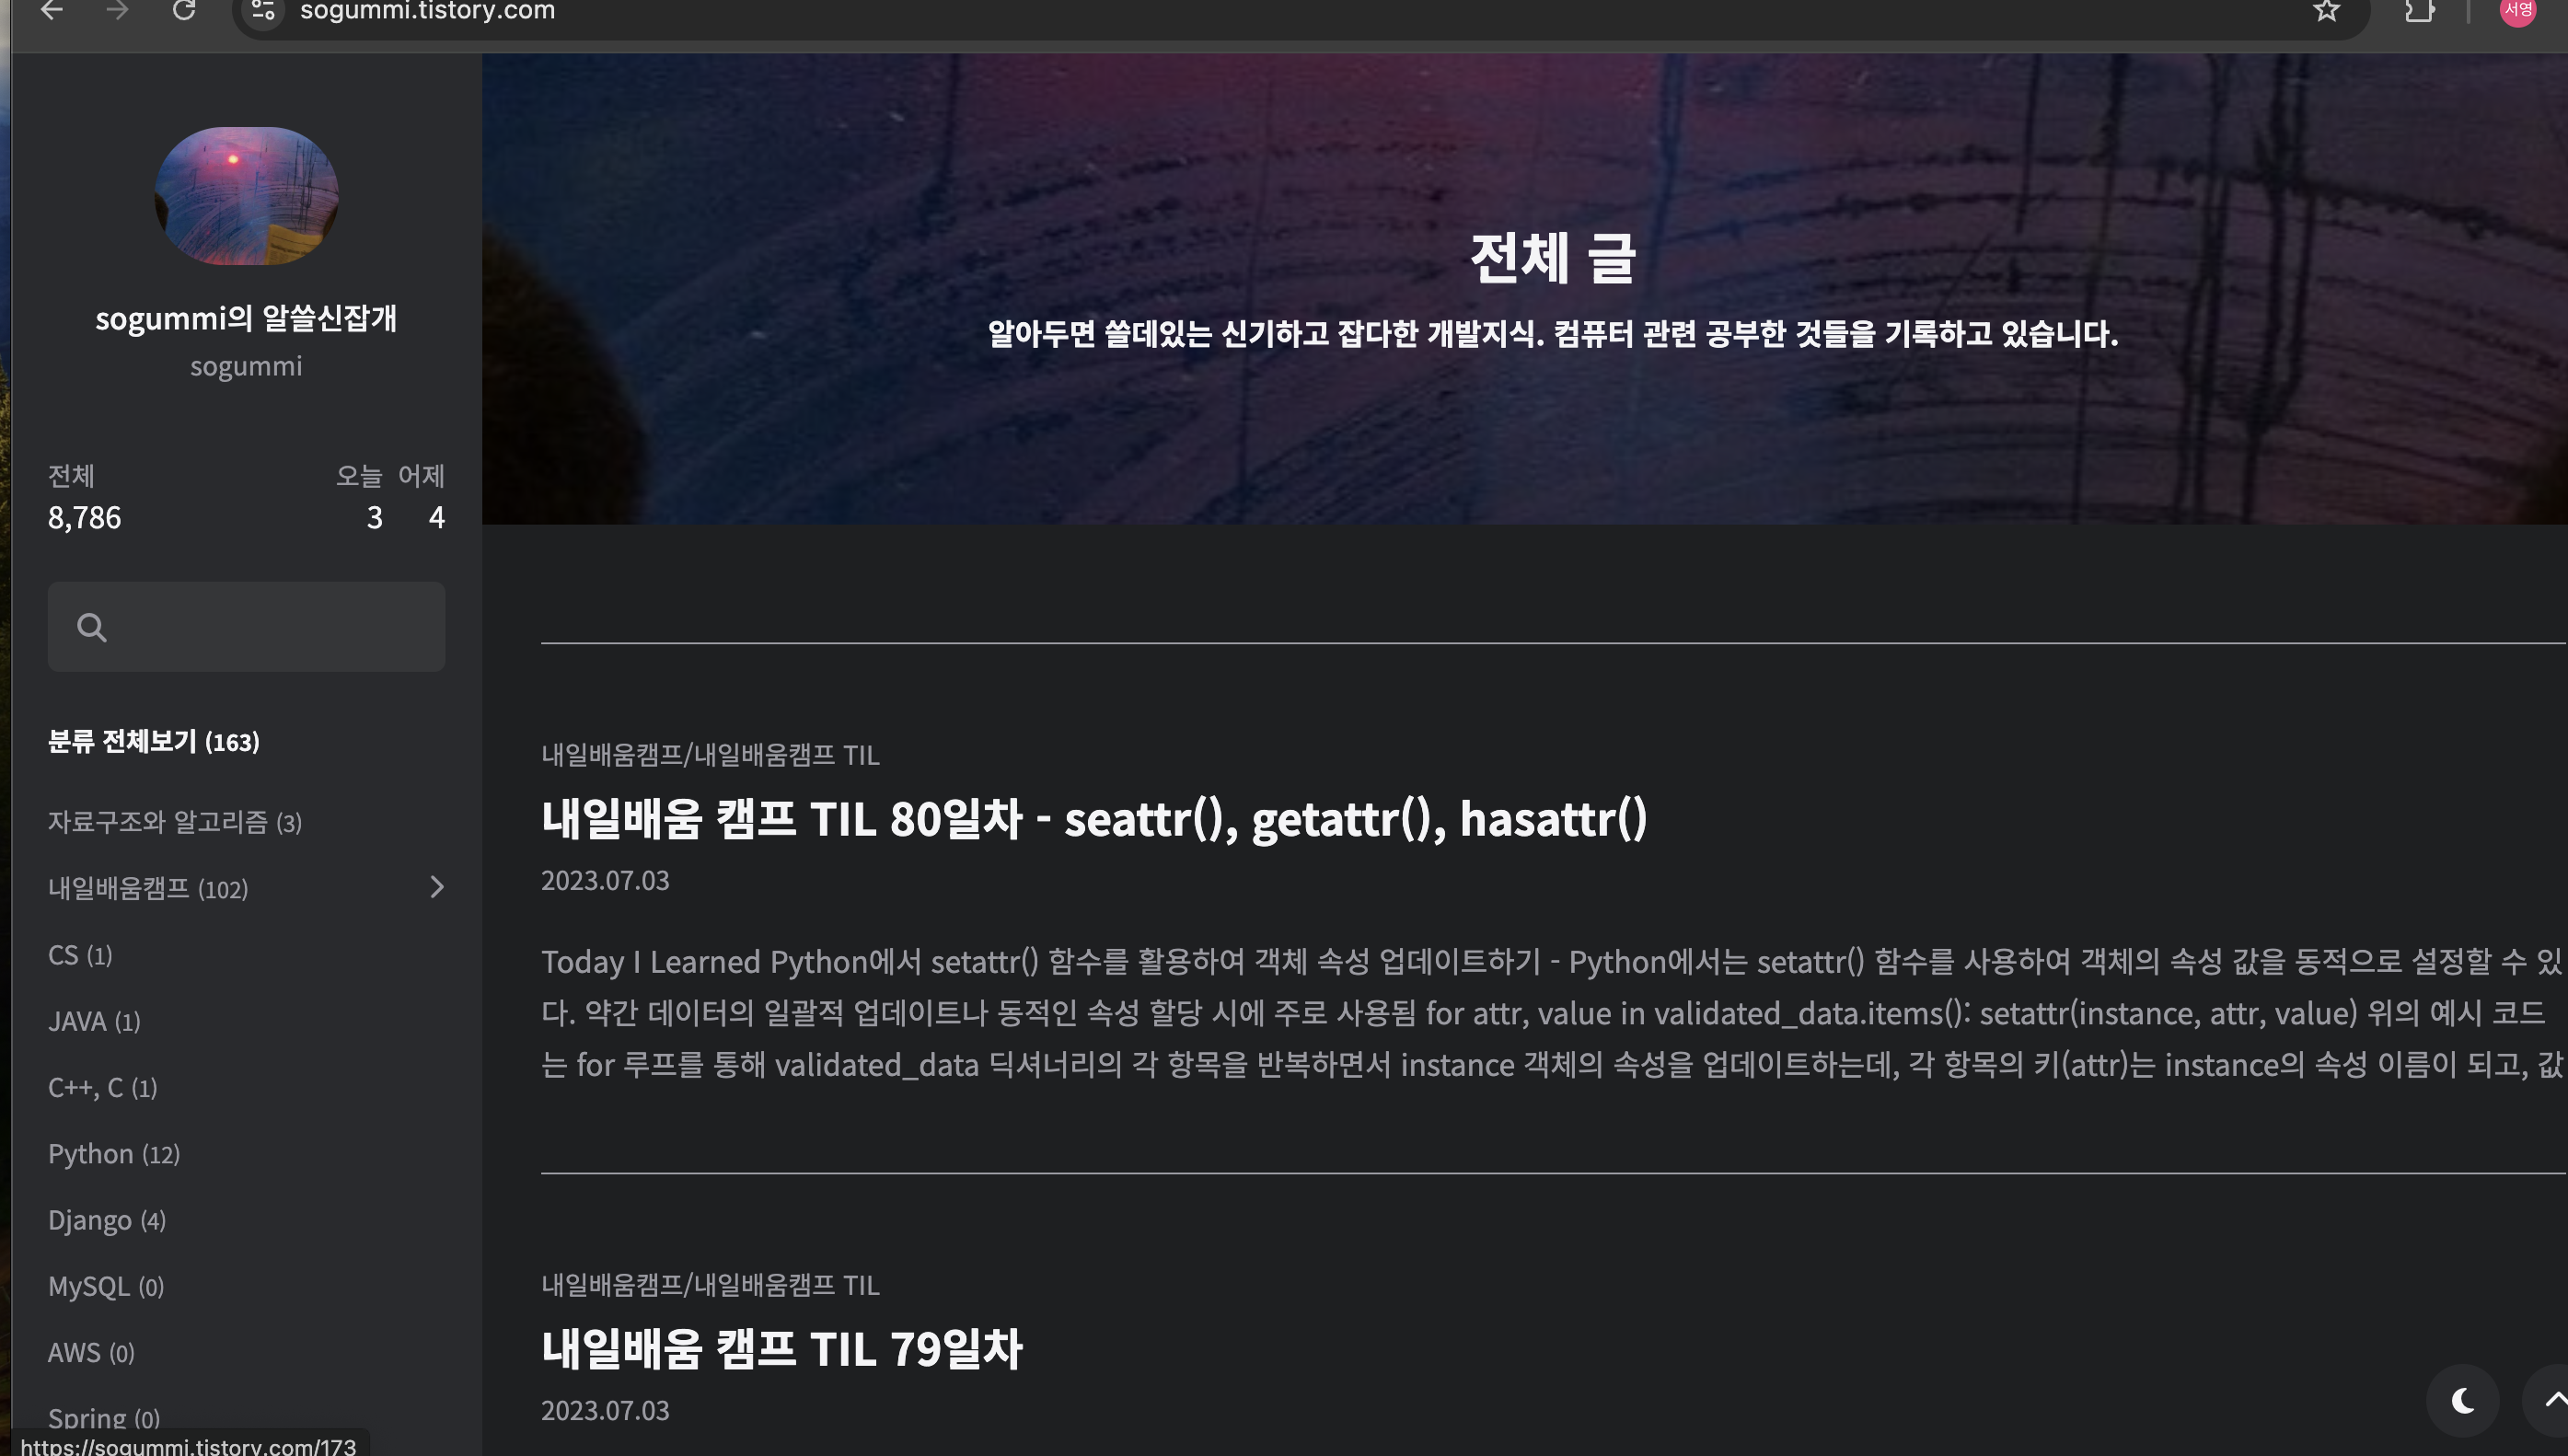 sogummi.tistory.com
서영
sogummi의 알쓸신잡개
sogummi
전체 오늘 어제
8,786 3 4
분류 전체보기 (163)
자료구조와 알고리즘 (3)
내일배움캠프 (102)
CS (1)
JAVA (1)
C++, C (1)
Python (12)
Django (4)
MySQL (0)
AWS (0)
Spring (0)
https://sogummi.tistory.com/173
전체 글
알아두면 쓸데있는 신기하고 잡다한 개발지식. 컴퓨터 관련 공부한 것들을 기록하고 있습니다.
내일배움캠프/내일배움캠프 TIL
내일배움 캠프 TIL 80일차 - seattr(), getattr(), hasattr()
2023.07.03
Today I Learned Python에서 setattr() 함수를 활용하여 객체 속성 업데이트하기 - Python에서는 setattr() 함수를 사용하여 객체의 속성 값을 동적으로 설정할 수 있
다. 약간 데이터의 일괄적 업데이트나 동적인 속성 할당 시에 주로 사용됨 for attr, value in validated_data.items(): setattr(instance, attr, value) 위의 예시 코드
는 for 루프를 통해 validated_data 딕셔너리의 각 항목을 반복하면서 instance 객체의 속성을 업데이트하는데, 각 항목의 키(attr)는 instance의 속성 이름이 되고, 값
내일배움캠프/내일배움캠프 TIL
내일배움 캠프 TIL 79일차
2023.07.03